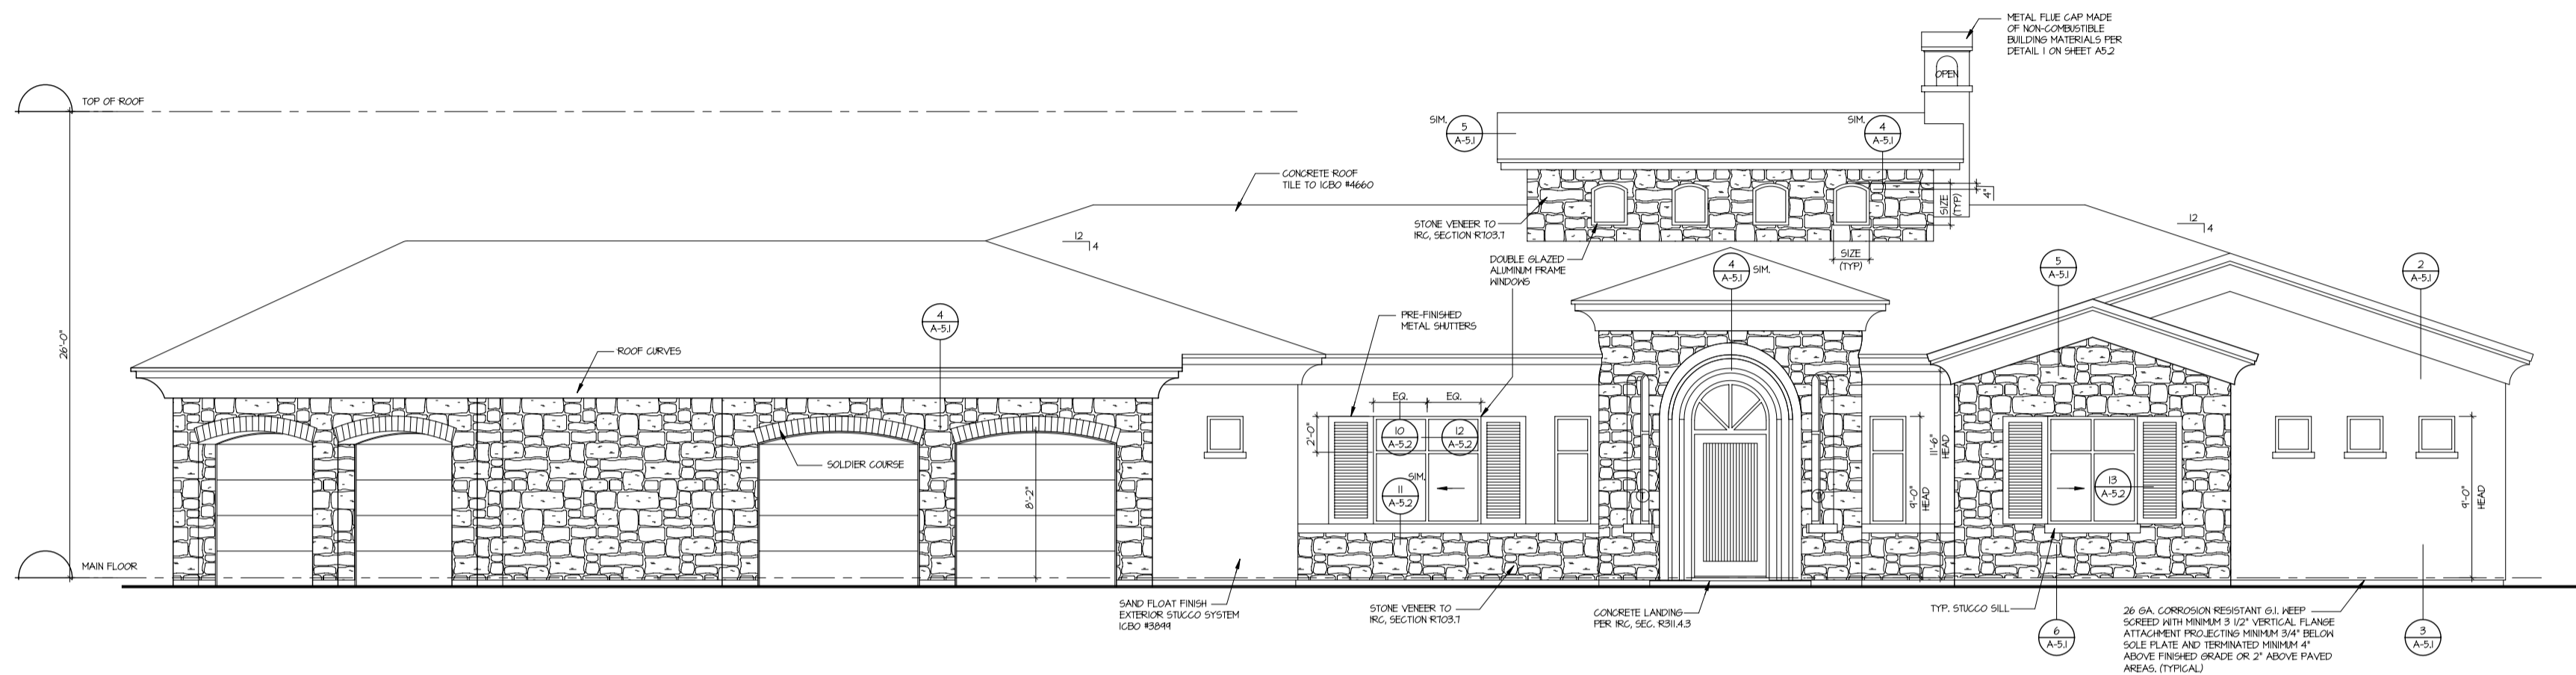 METAL FLUE CAP MADE
OF NON-COMBUSTIBLE
BUILDING MATERIALS PER
DETAIL 1 ON SHEET A5.2
OPEN
TOP OF ROOF
SIM.
5
A-5.1
SIM.
4
A-5.1
CONCRETE ROOF
TILE TO ICBO #4660
4"
SIZE
(TYP)
STONE VENEER TO
IRC, SECTION R703.7
12
4
12
4
SIZE
(TYP)
DOUBLE GLAZED
ALUMINUM FRAME
WINDOWS
4
A-5.1
SIM.
5
A-5.1
2
A-5.1
26'-0"
4
A-5.1
PRE-FINISHED
METAL SHUTTERS
ROOF CURVES
EQ.
EQ.
2'-0"
10
A-5.2
12
A-5.2
SOLDIER COURSE
SIM.
11
A-5.2
8'-2"
11'-6"
HEAD
9'-0"
HEAD
13
A-5.2
9'-0"
HEAD
T
T
MAIN FLOOR
SAND FLOAT FINISH
EXTERIOR STUCCO SYSTEM
ICBO #3899
STONE VENEER TO
IRC, SECTION R703.7
CONCRETE LANDING
PER IRC, SEC. R311.4.3
TYP. STUCCO SILL
6
A-5.1
26 GA. CORROSION RESISTANT G.I. WEEP
SCREED WITH MINIMUM 3 1/2" VERTICAL FLANGE
ATTACHMENT PROJECTING MINIMUM 3/4" BELOW
SOLE PLATE AND TERMINATED MINIMUM 4"
ABOVE FINISHED GRADE OR 2" ABOVE PAVED
AREAS. (TYPICAL)
3
A-5.1